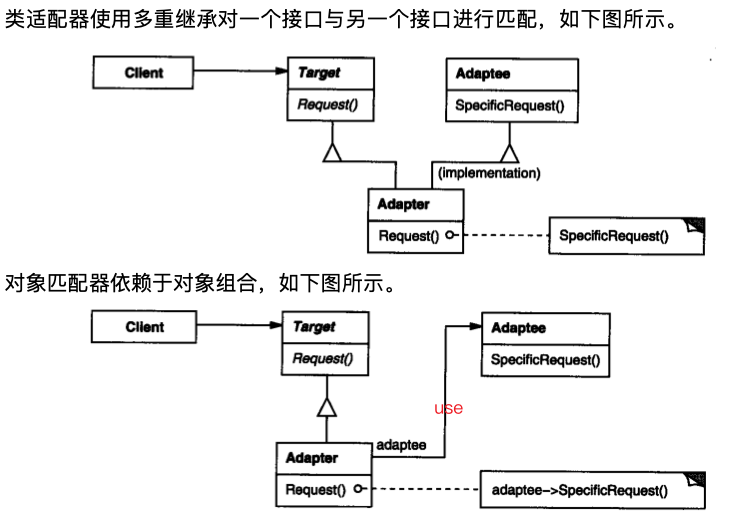 类适配器使用多重继承对一个接口与另一个接口进行匹配，如下图所示。
Client
Target
Request()
Adaptee
SpecificRequest()
(implementation)
Adapter
Request()
SpecificRequest()
对象匹配器依赖于对象组合，如下图所示。
Client
Target
Request()
Adaptee
SpecificRequest()
use
adaptee
Adapter
Request()
adaptee->SpecificRequest()